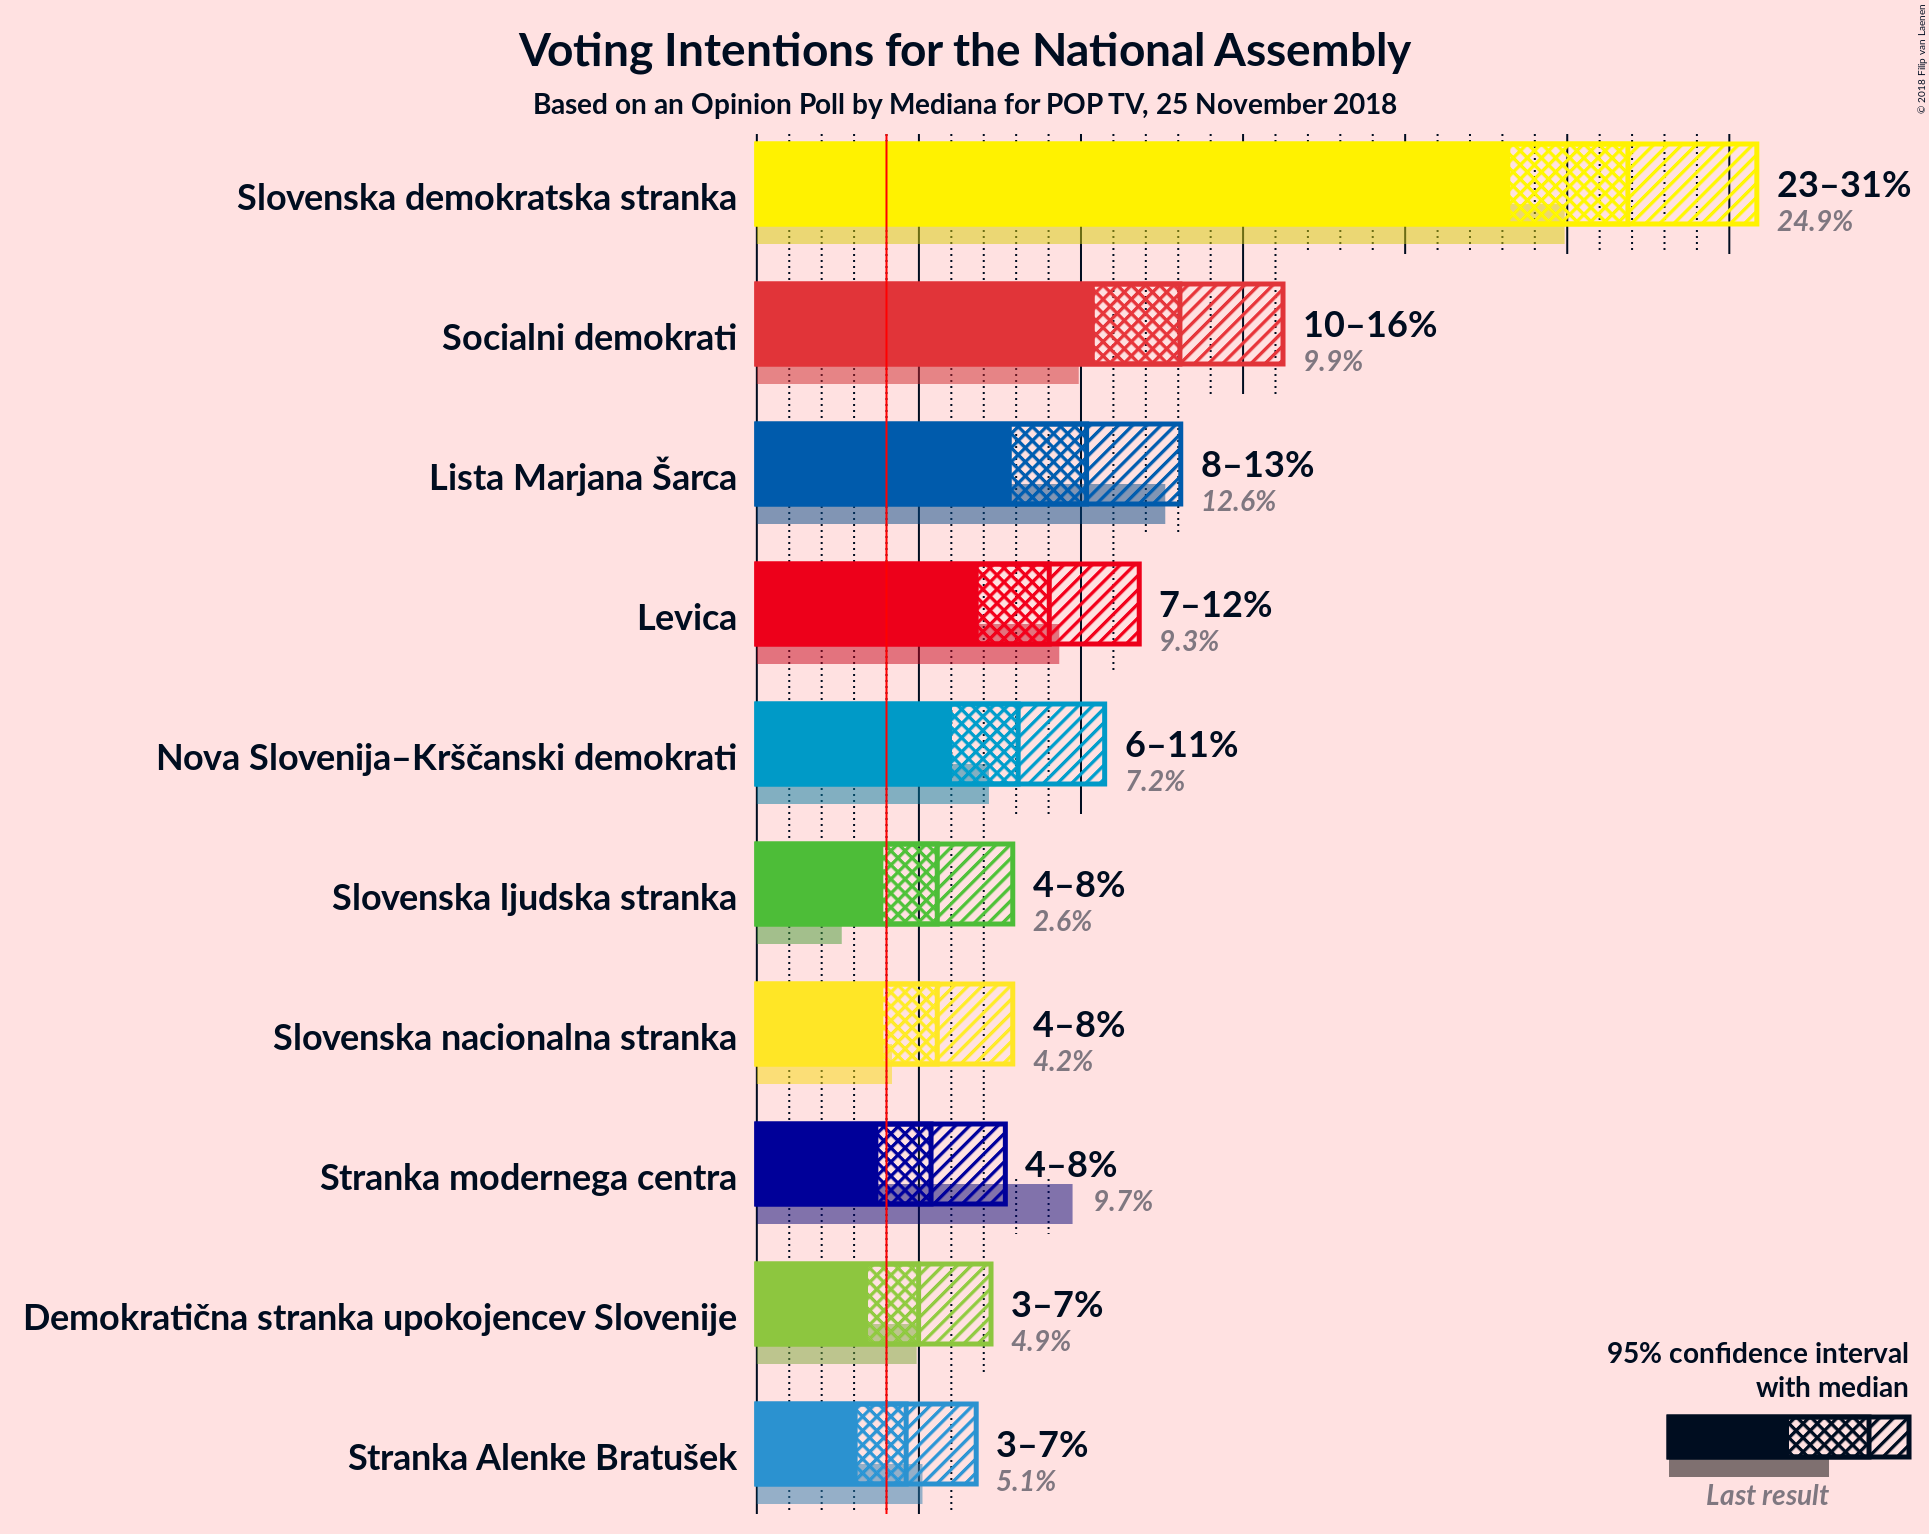 Voting Intentions for the National Assembly
Based on an Opinion Poll by Mediana for POP TV, 25 November 2018
© 2018 Filip van Laenen
Slovenska demokratska stranka
23–31%
24.9%
Socialni demokrati
10–16%
9.9%
Lista Marjana Šarca
8–13%
12.6%
Levica
7–12%
9.3%
Nova Slovenija–Krščanski demokrati
6–11%
7.2%
Slovenska ljudska stranka
4–8%
2.6%
Slovenska nacionalna stranka
4–8%
4.2%
Stranka modernega centra
4–8%
9.7%
Demokratična stranka upokojencev Slovenije
3–7%
4.9%
Stranka Alenke Bratušek
3–7%
5.1%
95% confidence interval
with median
Last result